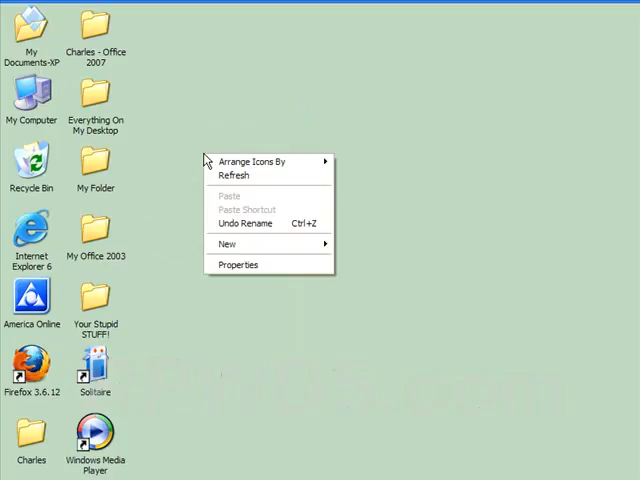 My
Documents-XP
Charles - Office
2007
My Computer
Everything On
My Desktop
Recycle Bin
My Folder
Internet
Explorer 6
My Office 2003
America Online
Your Stupid
STUFF!
Firefox 3.6.12
Solitaire
Charles
Windows Media
Player
Arrange Icons By
Refresh
Paste
Paste Shortcut
Undo Rename Ctrl+Z
New
Properties